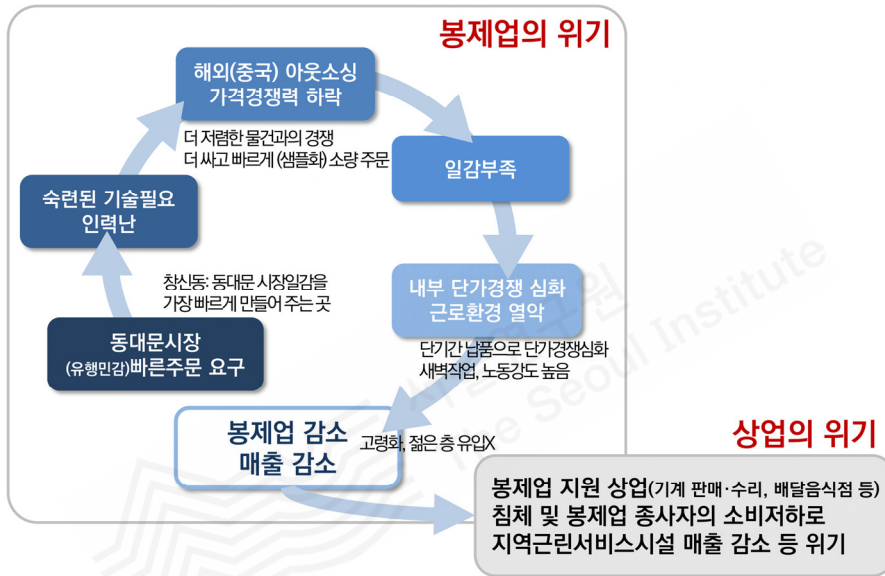 봉제업의 위기
해외(중국) 아웃소싱
가격경쟁력 하락
더 저렴한 물건과의 경쟁
더 싸고 빠르게 (샘플화) 소량 주문
일감부족
숙련된 기술필요
인력난
창신동: 동대문 시장일감을
가장 빠르게 만들어 주는 곳
내부 단가경쟁 심화
근로환경 열악
동대문시장
(유행민감)빠른주문 요구
단기간 납품으로 단가경쟁심화
새벽작업, 노동강도 높음
봉제업 감소
매출 감소
고령화, 젊은 층 유입X
상업의 위기
봉제업 지원 상업(기계 판매·수리, 배달음식점 등)
침체 및 봉제업 종사자의 소비저하로
지역근린서비스시설 매출 감소 등 위기
The Seoul Institute